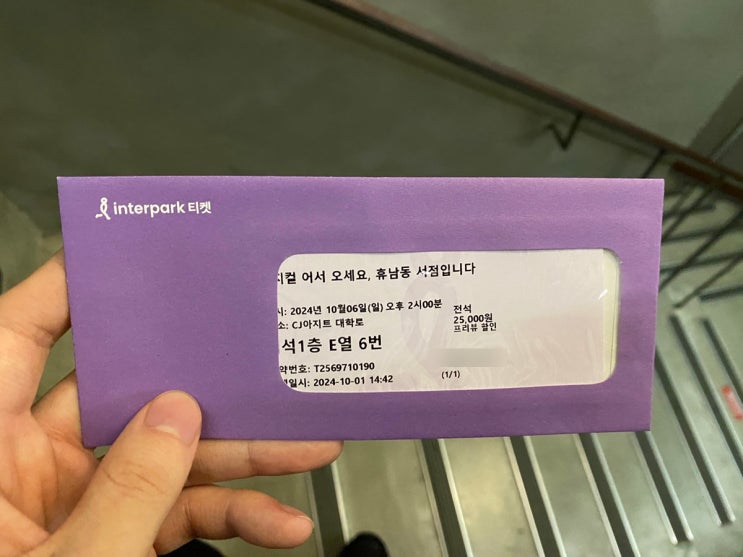 interpark 티켓
지컬 어서 오세요, 휴남동 서점입니다
시: 2024년 10월06일(일) 오후 2시00분
소: CJ아지트 대학로
전석
25,000원
프리뷰 할인
석1층 E열 6번
약번호: T2569710190
일시: 2024-10-01 14:42
(1/1)